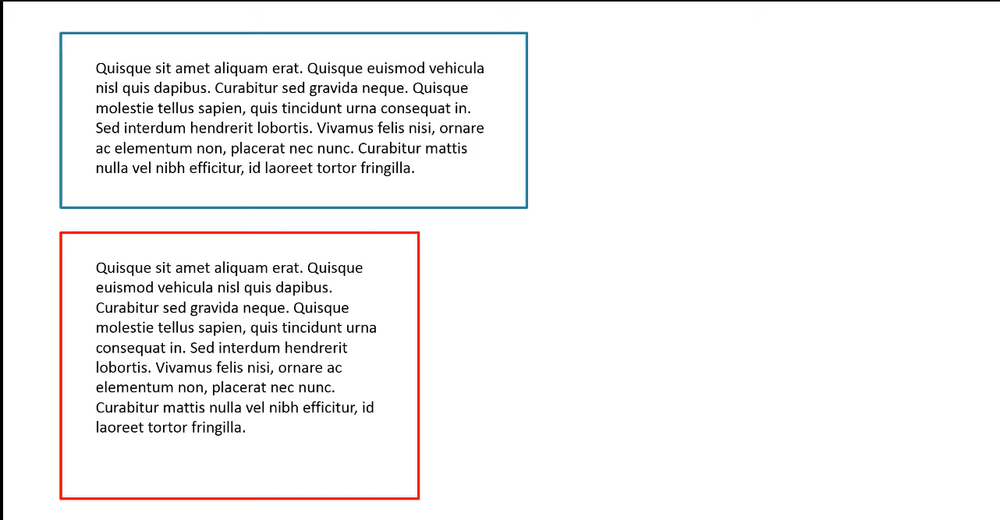 Quisque sit amet aliquam erat. Quisque euismod vehicula
nisl quis dapibus. Curabitur sed gravida neque. Quisque
molestie tellus sapien, quis tincidunt urna consequat in.
Sed interdum hendrerit lobortis. Vivamus felis nisi, ornare
ac elementum non, placerat nec nunc. Curabitur mattis
nulla vel nibh efficitur, id laoreet tortor fringilla.
Quisque sit amet aliquam erat. Quisque
euismod vehicula nisl quis dapibus.
Curabitur sed gravida neque. Quisque
molestie tellus sapien, quis tincidunt urna
consequat in. Sed interdum hendrerit
lobortis. Vivamus felis nisi, ornare ac
elementum non, placerat nec nunc.
Curabitur mattis nulla vel nibh efficitur, id
laoreet tortor fringilla.